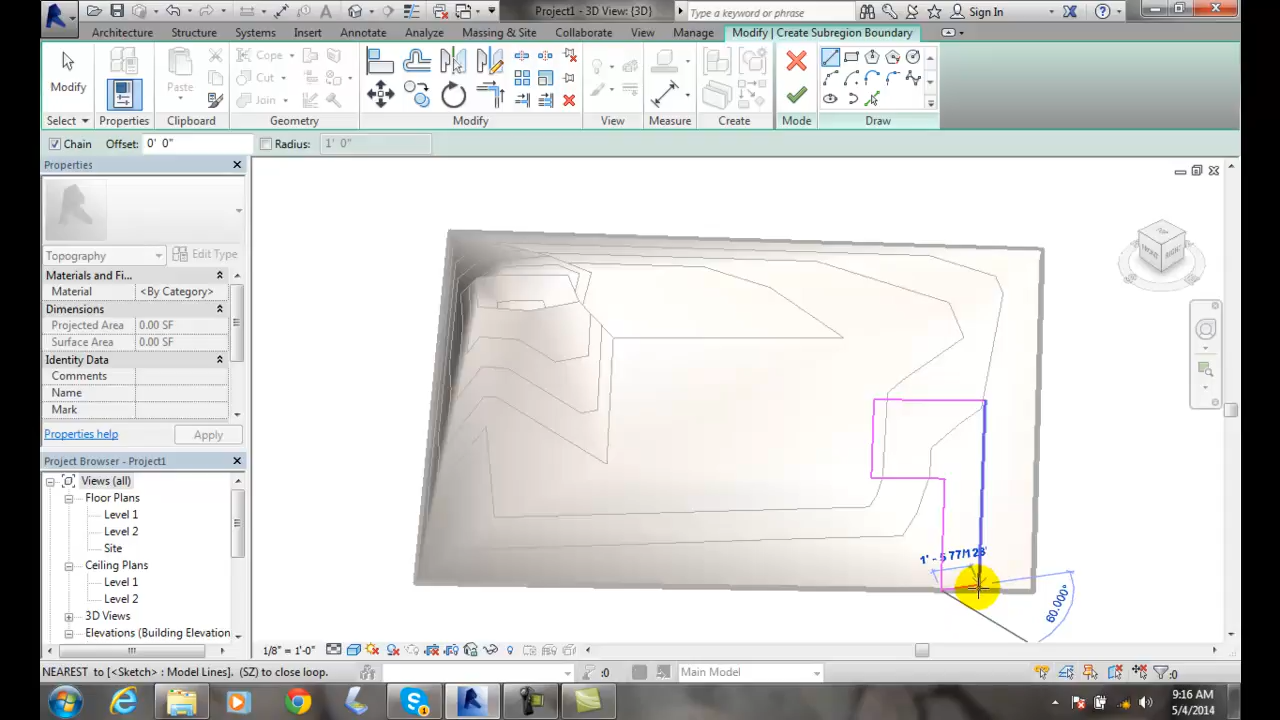 Project1 - 3D View: {3D}
Type a keyword or phrase
Sign In
Architecture
Structure
Systems
Insert
Annotate
Analyze
Massing & Site
Collaborate
View
Manage
Modify | Create Subregion Boundary
Modify
Properties
Paste
Cope
Cut
Join
Select
Properties
Clipboard
Geometry
Modify
View
Measure
Create
Mode
Draw
Chain
Offset:
0' 0"
Radius:
1' 0"
Properties
Topography
Edit Type
Materials and Fi...
Material
<By Category>
Dimensions
Projected Area
0.00 SF
Surface Area
0.00 SF
Identity Data
Comments
Name
Mark
Properties help
Apply
Project Browser - Project1
Views (all)
Floor Plans
Level 1
Level 2
Site
Ceiling Plans
Level 1
Level 2
3D Views
Elevations (Building Elevation)
TOP
FRONT
RIGHT
1' - 5 77/128"
60.000°
1/8" = 1'-0"
NEAREST to [<Sketch> : Model Lines]. (SZ) to close loop.
:0
Main Model
:0
9:16 AM
5/4/2014